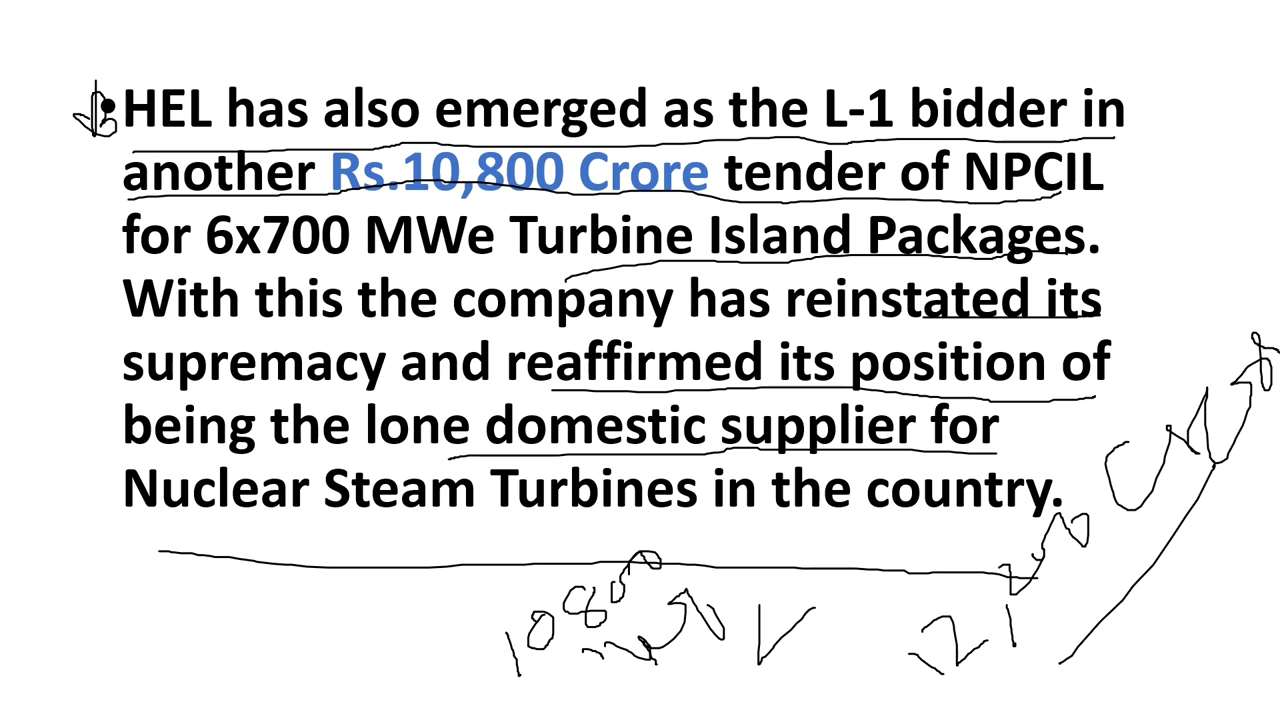 •HEL has also emerged as the L-1 bidder in
another Rs.10,800 Crore tender of NPCIL
for 6x700 MWe Turbine Island Packages.
With this the company has reinstated its
supremacy and reaffirmed its position of
being the lone domestic supplier for
Nuclear Steam Turbines in the country.